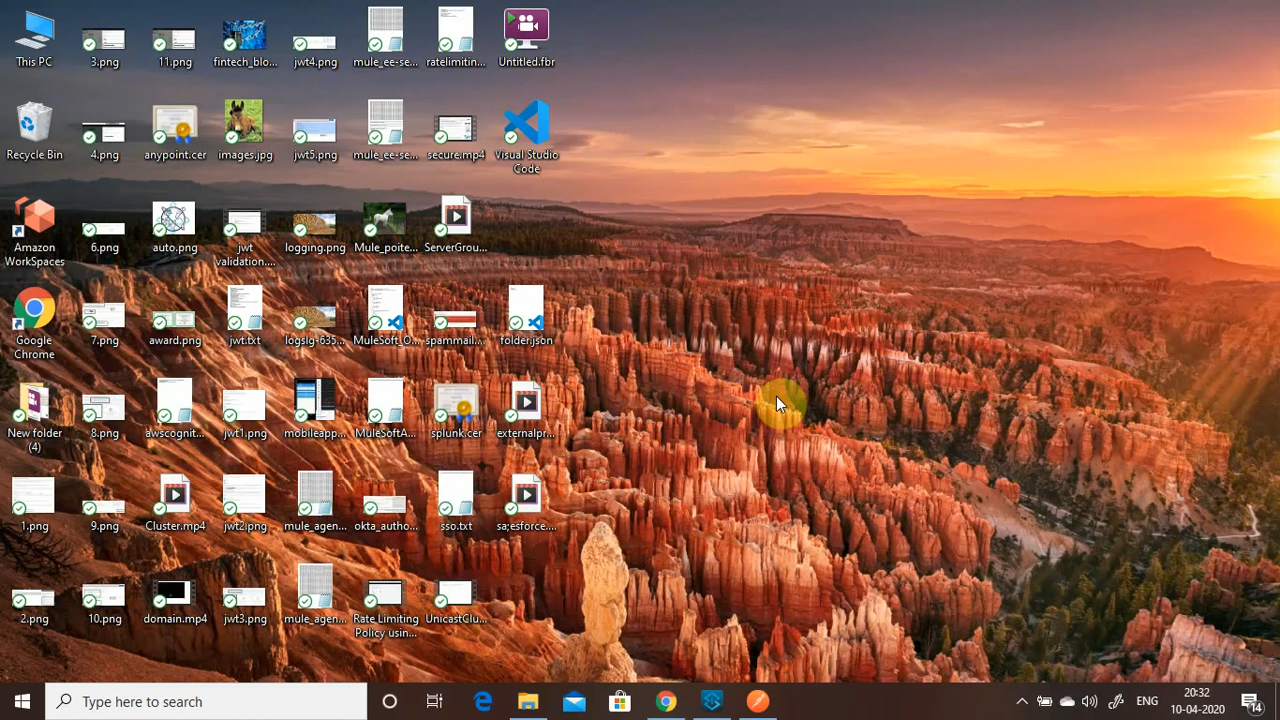 This PC
3.png
11.png
fintech_blo...
jwt4.png
mule_ee-se...
ratelimitin...
Untitled.fbr
Recycle Bin
4.png
anypoint.cer
images.jpg
jwt5.png
mule_ee-se...
secure.mp4
Visual Studio
Code
Amazon
WorkSpaces
6.png
auto.png
jwt
validation....
logging.png
Mule_poite...
ServerGrou...
Google
Chrome
7.png
award.png
jwt.txt
logslg-635...
MuleSoft_O...
spammail....
folder.json
New folder
(4)
8.png
awscognit...
jwt1.png
mobileapp...
MuleSoftA...
splunk.cer
externalpr...
1.png
9.png
Cluster.mp4
jwt2.png
mule_agen...
okta_autho...
sso.txt
sa;esforce....
2.png
10.png
domain.mp4
jwt3.png
mule_agen...
Rate Limiting
Policy usin...
UnicastClu...
Type here to search
ENG
20:32
10-04-2020
14